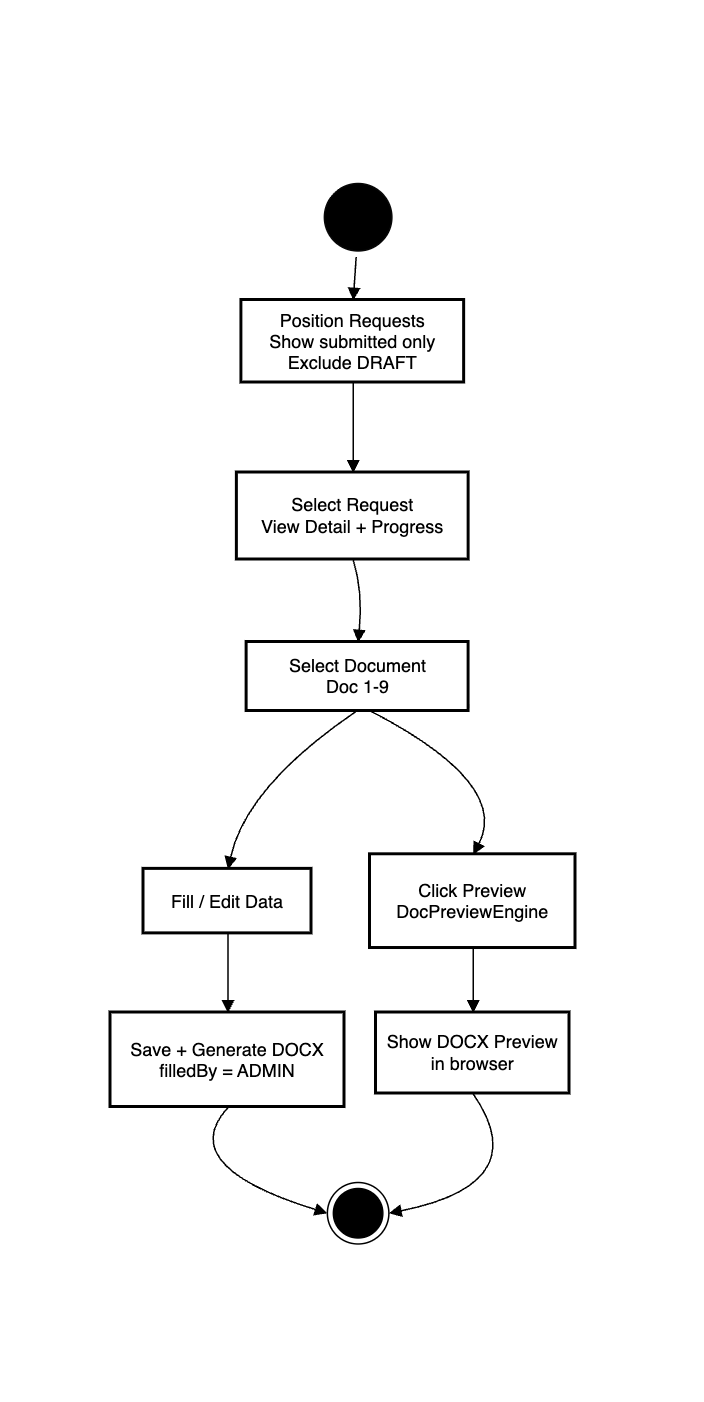 Position Requests
Show submitted only
Exclude DRAFT
Select Request
View Detail + Progress
Select Document
Doc 1-9
Fill / Edit Data
Click Preview
DocPreviewEngine
Save + Generate DOCX
filledBy = ADMIN
Show DOCX Preview
in browser